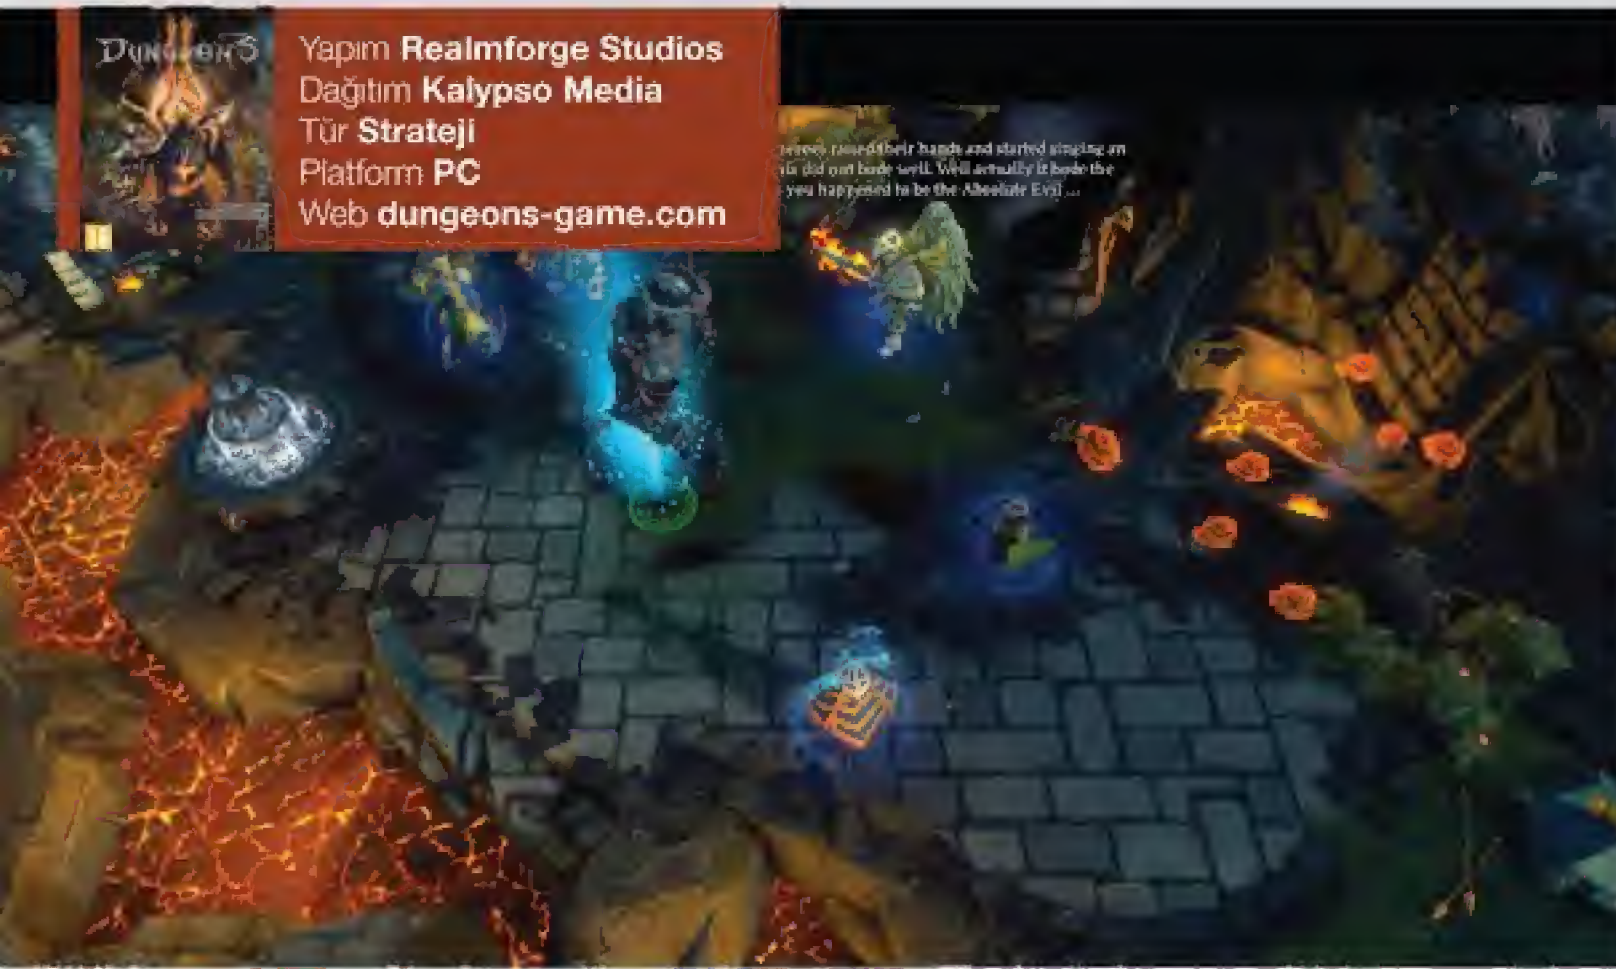 DUNGEONS
Yapım Realmforge Studios
Dağıtım Kalypso Media
Tür Strateji
Platform PC
Web dungeons-game.com
raised their hands and started singing an
did not bode well. Well actually it bode the
you happened to be the Absolute Evil ...